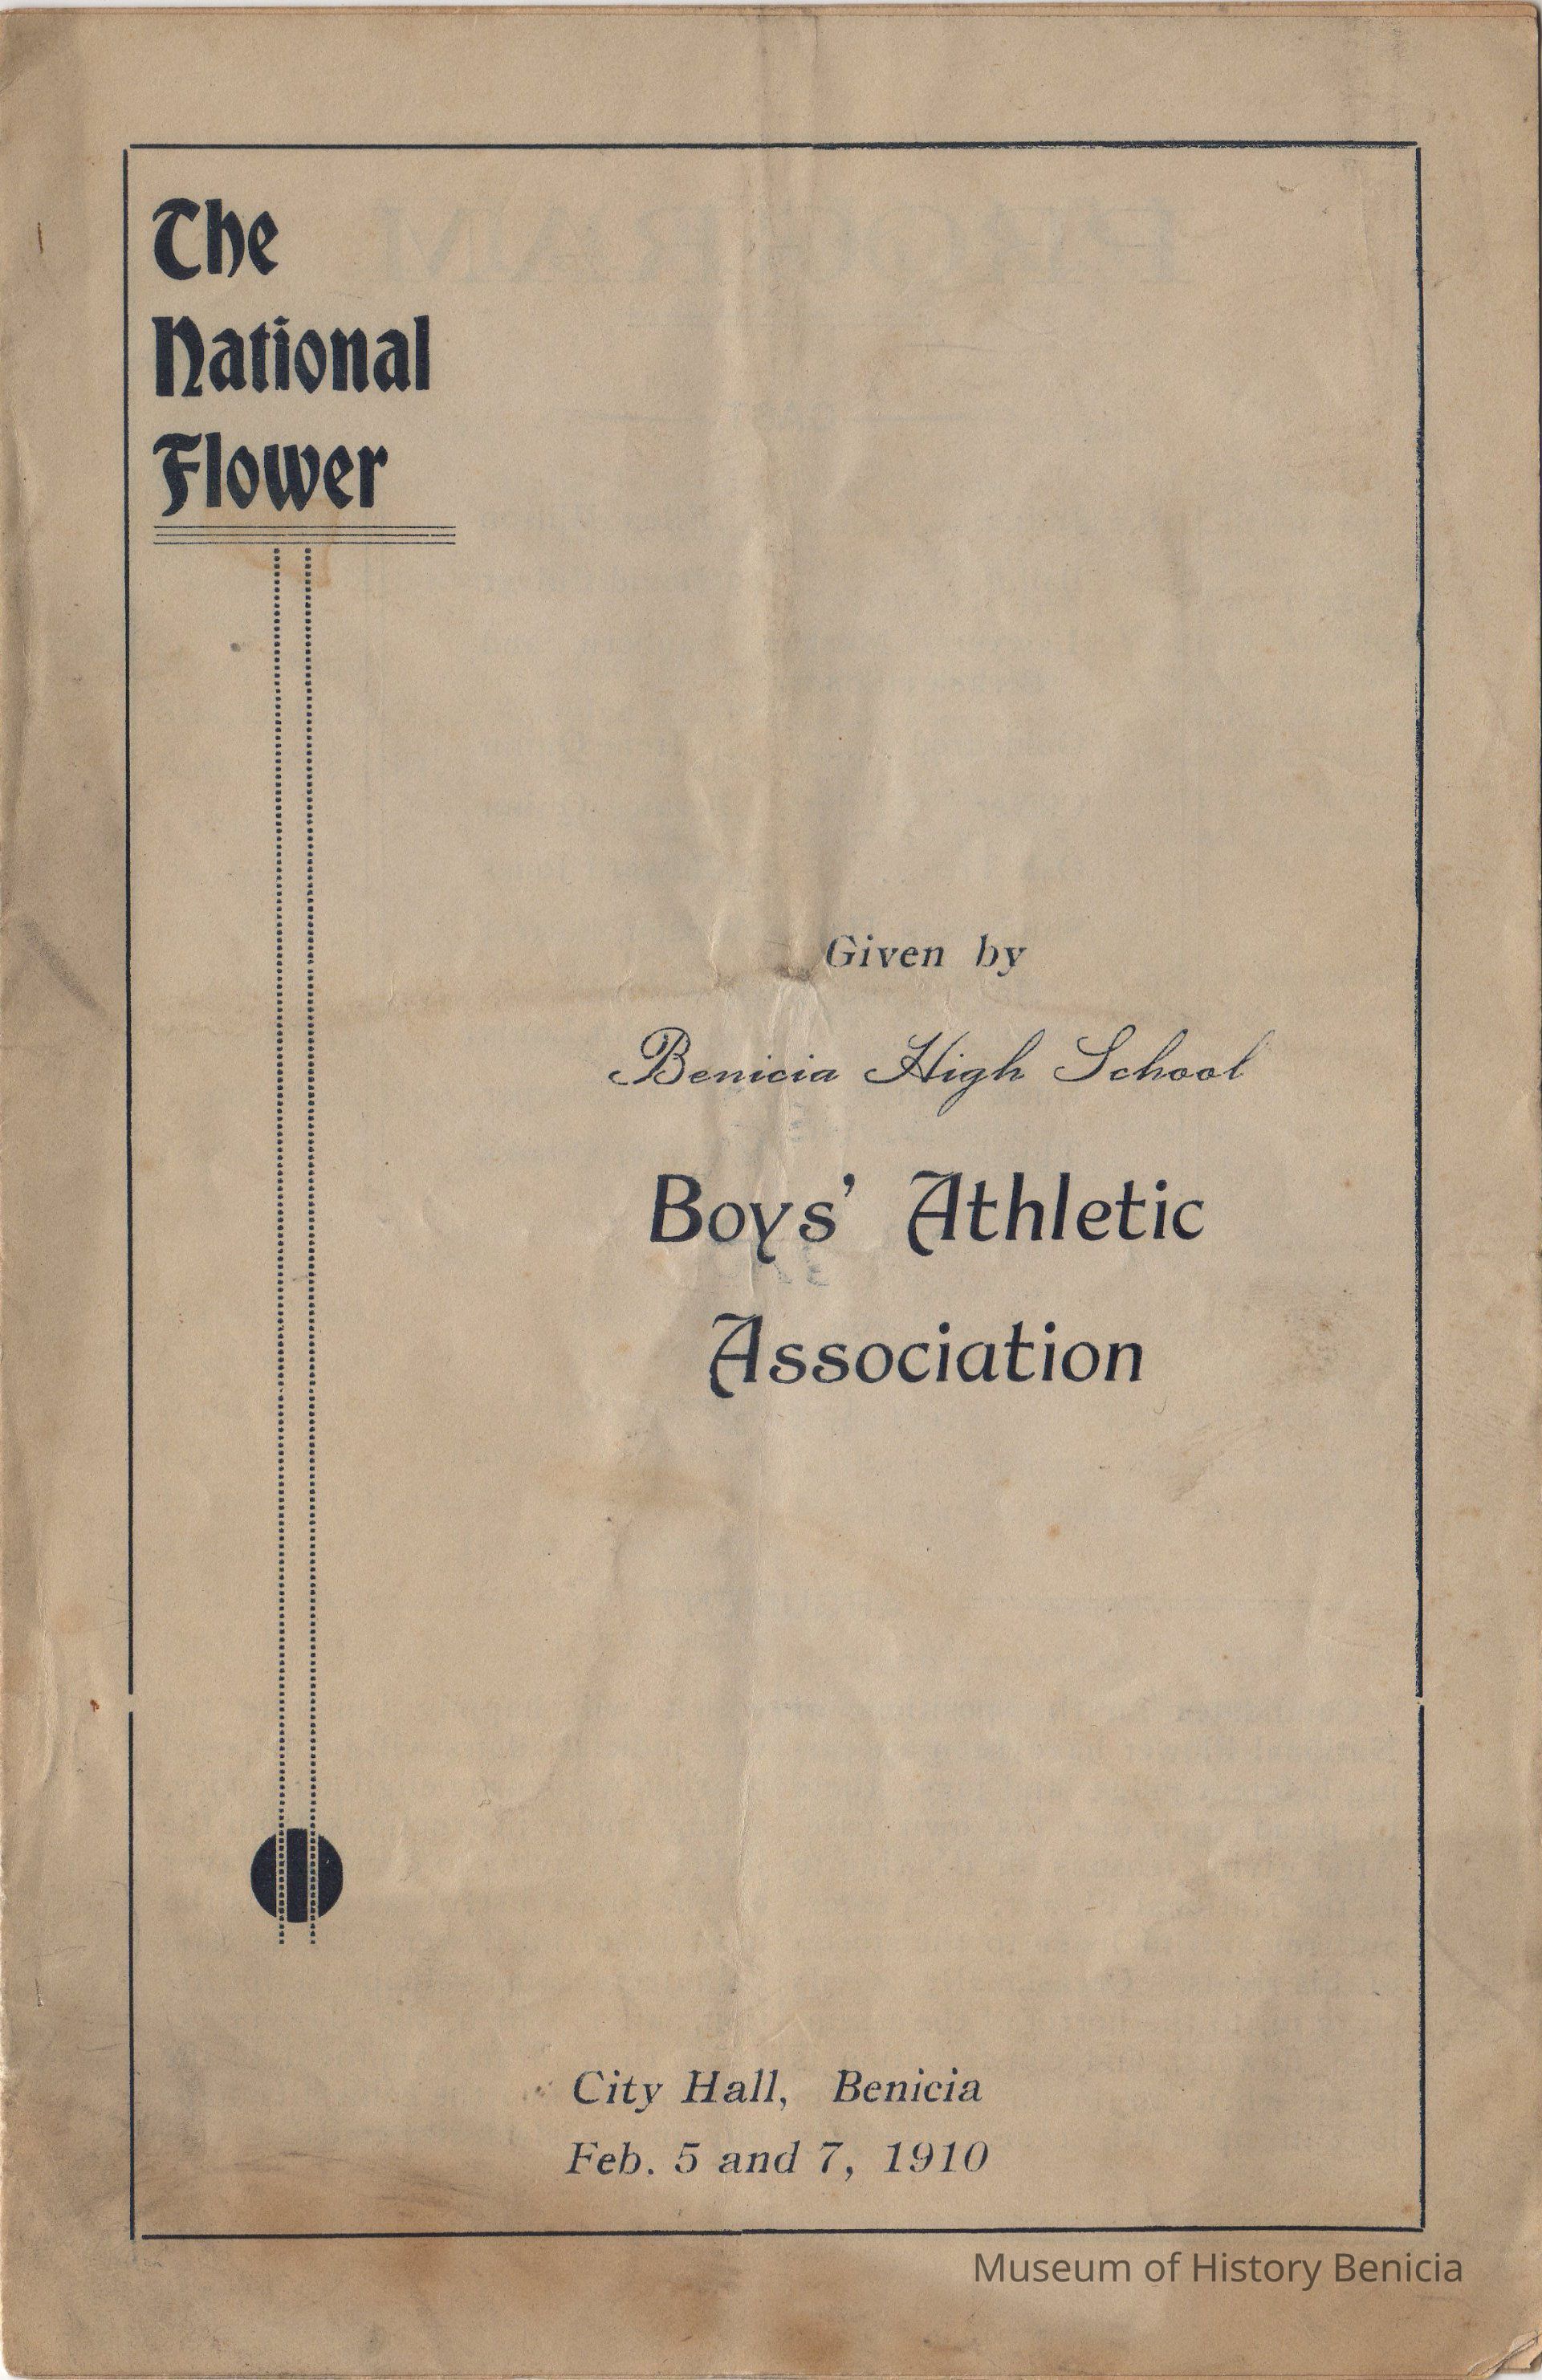 The
National
Flower
Given by
Benicia High School
Boys' Athletic
Association
City Hall, Benicia
Feb. 5 and 7, 1910
Museum of History Benicia